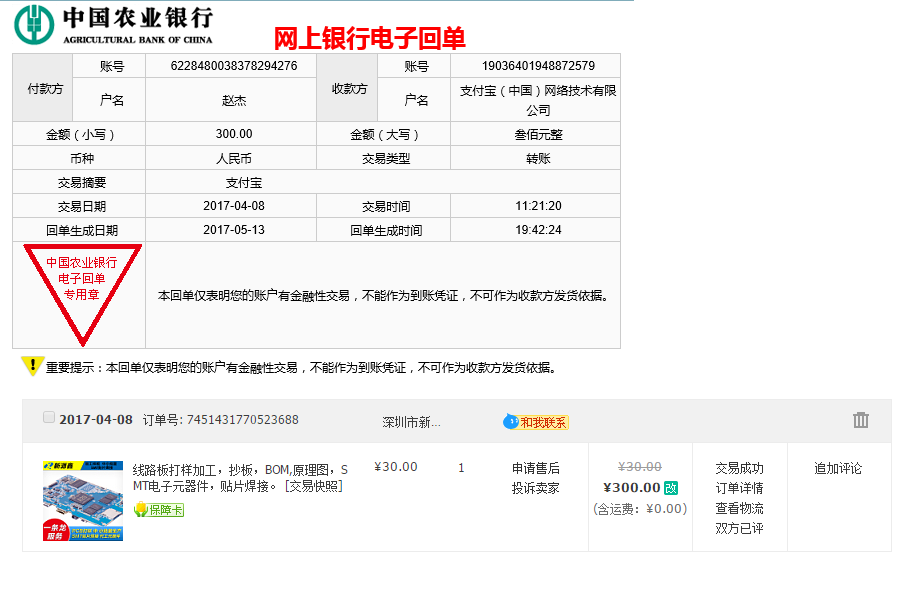 中国农业银行
AGRICULTURAL BANK OF CHINA
网上银行电子回单
付款方 账号 6228480038378294276 收款方 账号 19036401948872579
户名 赵杰 户名 支付宝（中国）网络技术有限公司
金额（小写） 300.00 金额（大写） 叁佰元整
币种 人民币 交易类型 转账
交易摘要 支付宝
交易日期 2017-04-08 交易时间 11:21:20
回单生成日期 2017-05-13 回单生成时间 19:42:24
中国农业银行
电子回单
专用章
本回单仅表明您的账户有金融性交易，不能作为到账凭证，不可作为收款方发货依据。
重要提示：本回单仅表明您的账户有金融性交易，不能作为到账凭证，不可作为收款方发货依据。
2017-04-08 订单号: 7451431770523688 深圳市新... 和我联系
线路板打样加工，抄板，BOM,原理图，S
MT电子元器件，贴片焊接。 [交易快照]
保障卡
¥30.00 1
申请售后
投诉卖家
¥30.00
¥300.00 改
(含运费: ¥0.00)
交易成功
订单详情
查看物流
双方已评
追加评论
一条龙
服务